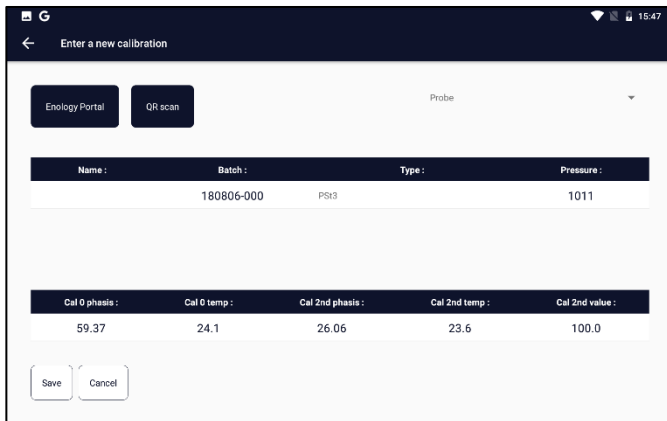 G 15:47
Enter a new calibration
Enology Portal QR scan Probe
Name : Batch : Type : Pressure :
180806-000 PSt3 1011
Cal 0 phasis : Cal 0 temp : Cal 2nd phasis : Cal 2nd temp : Cal 2nd value :
59.37 24.1 26.06 23.6 100.0
Save Cancel